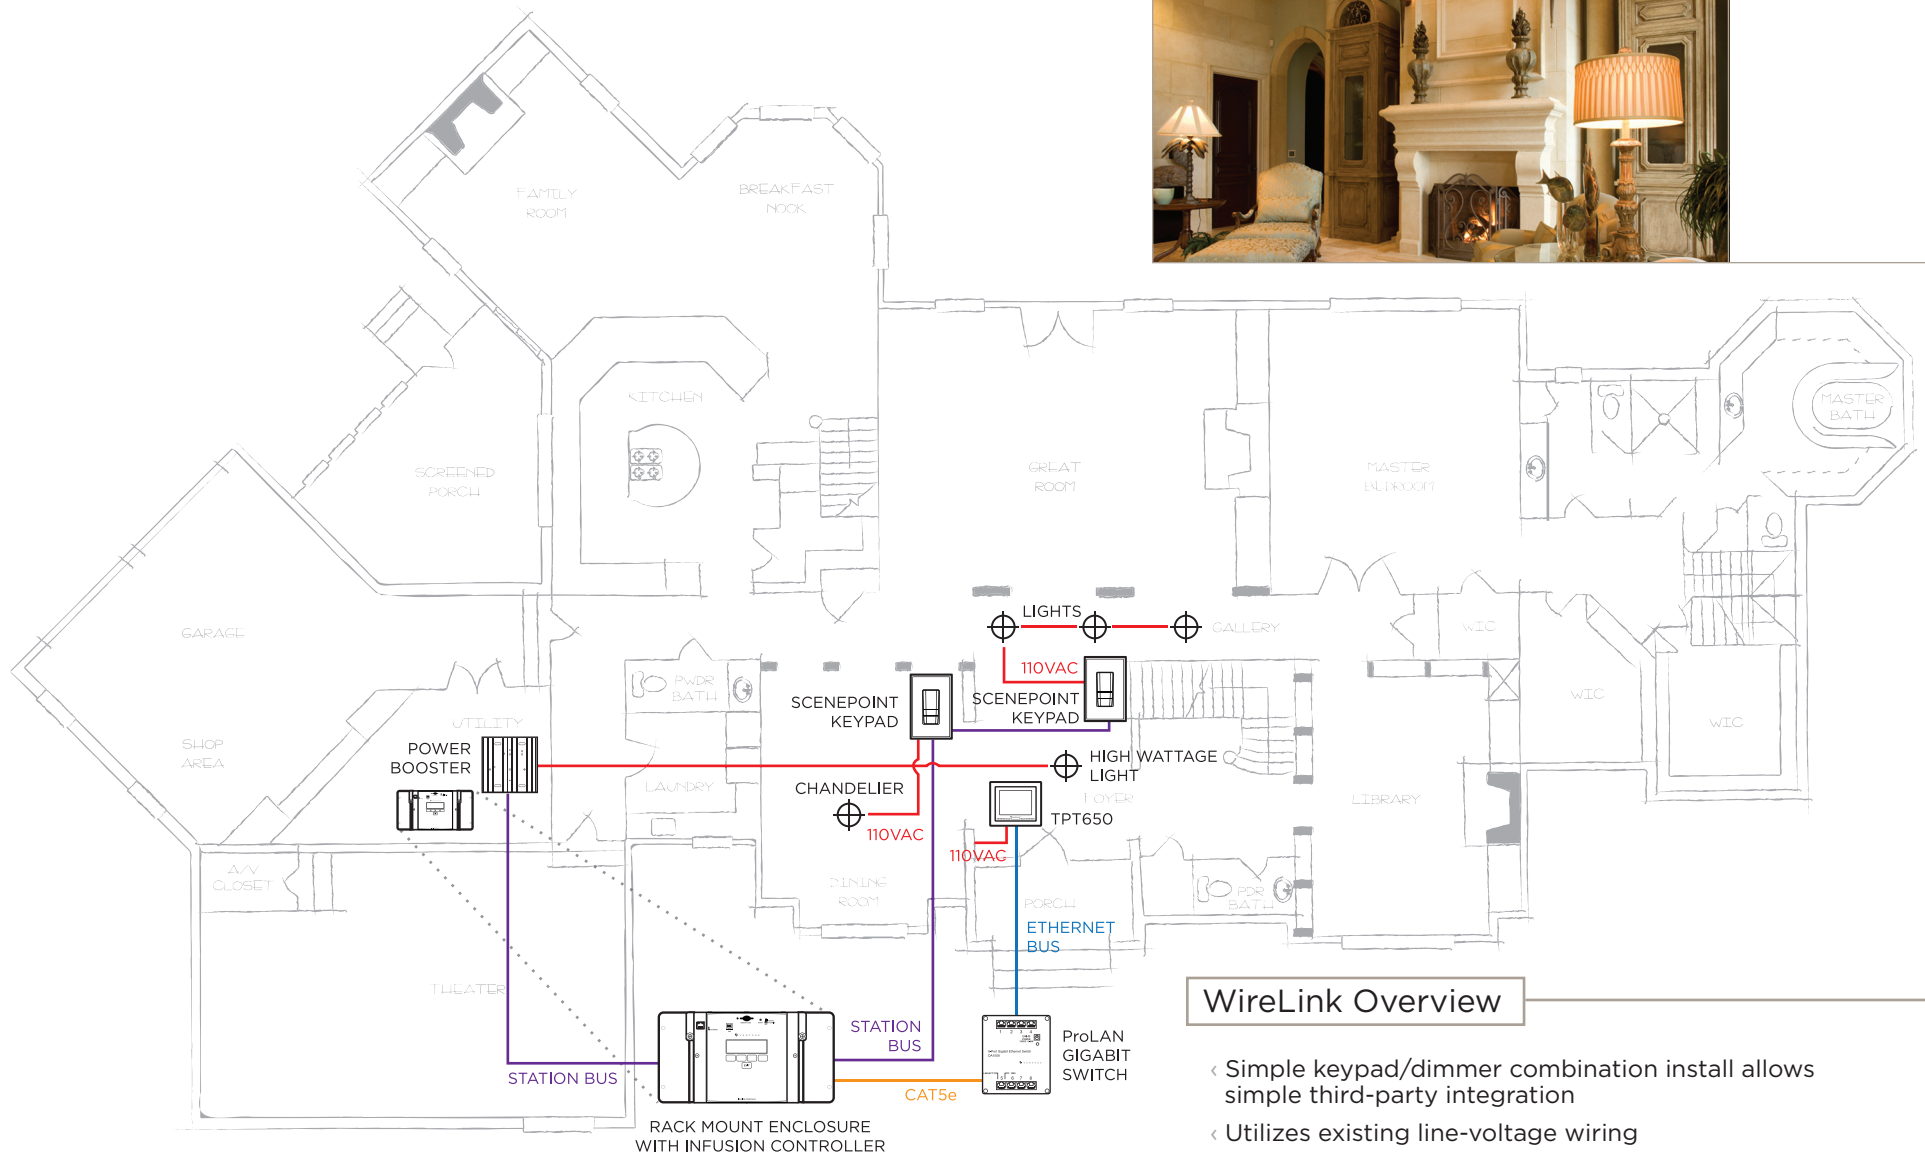 FAMILY
ROOM
BREAKFAST
NOOK
KITCHEN
SCREENED
PORCH
GREAT
ROOM
MASTER
BEDROOM
MASTER
BATH
GARAGE
LIGHTS
GALLERY
WIC
110VAC
PWDR
BATH
SCENEPOINT
KEYPAD
SCENEPOINT
KEYPAD
WIC
WIC
UTILITY
SHOP
AREA
POWER
BOOSTER
HIGH WATTAGE
LIGHT
CHANDELIER
LAUNDRY
FOYER
LIBRARY
TPT650
110VAC
110VAC
A/V
CLOSET
DINING
ROOM
PORCH
PDR
BATH
ETHERNET
BUS
THEATER
WireLink Overview
STATION
BUS
ProLAN
GIGABIT
SWITCH
STATION BUS
CAT5e
RACK MOUNT ENCLOSURE
WITH INFUSION CONTROLLER
‹ Simple keypad/dimmer combination install allows
simple third-party integration
‹ Utilizes existing line-voltage wiring